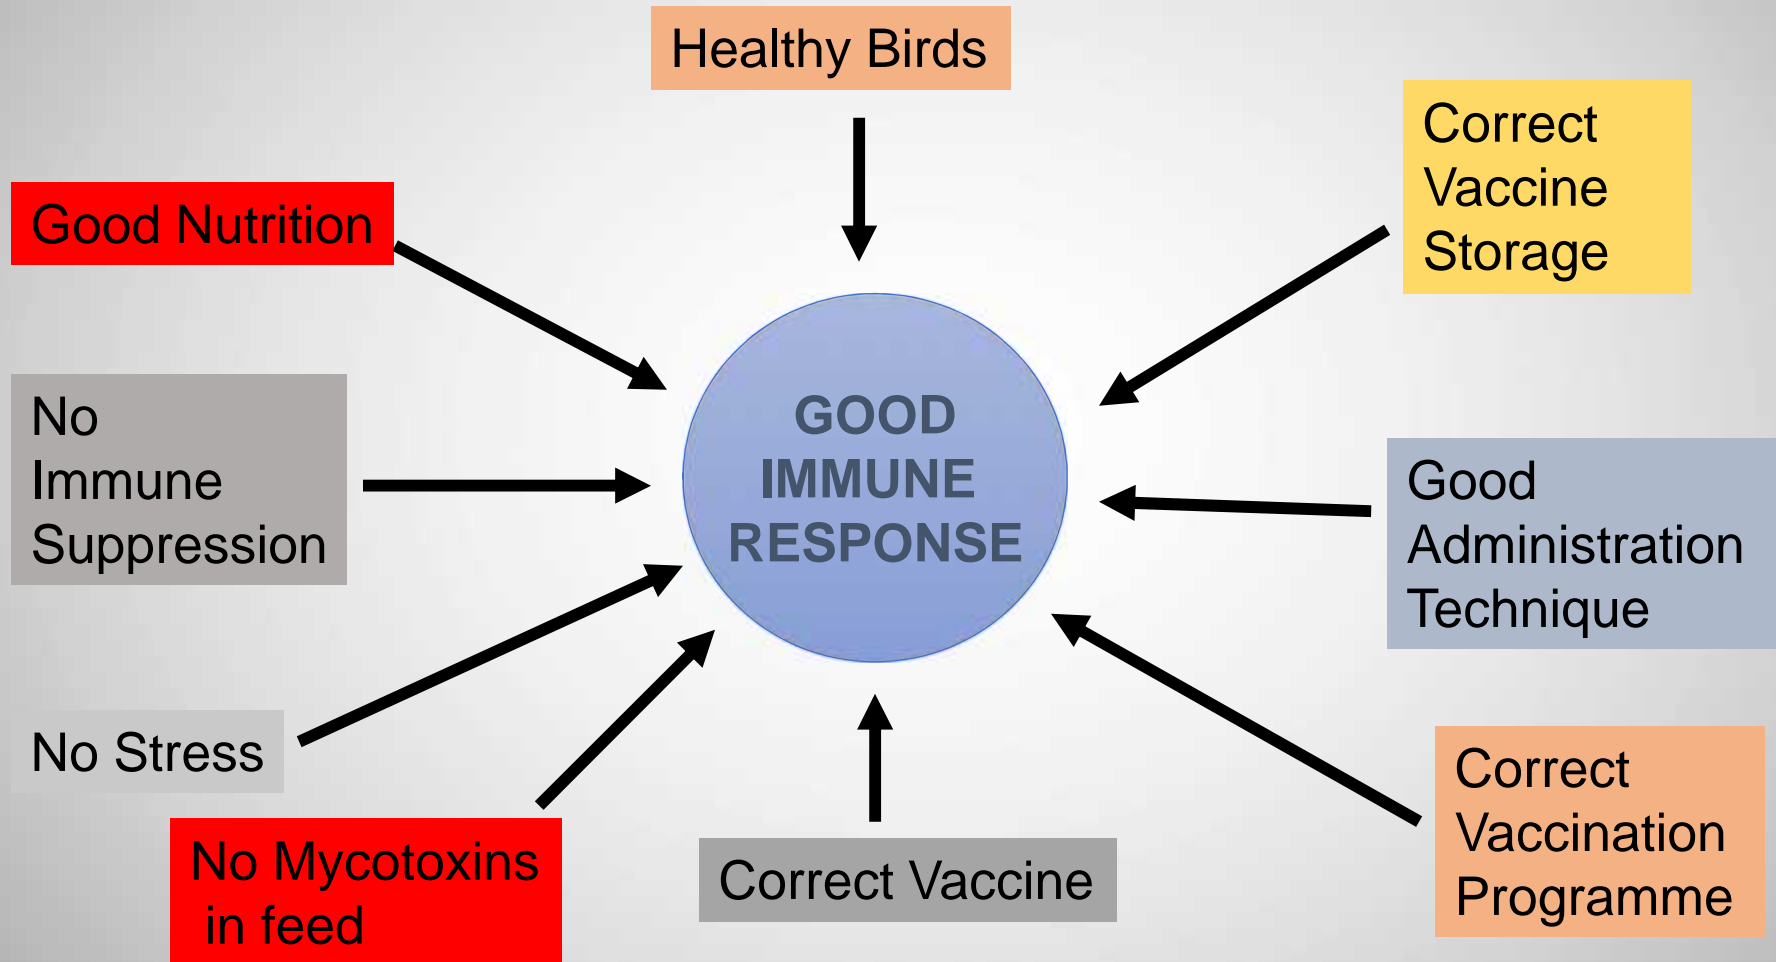 Healthy Birds
Correct
Vaccine
Storage
Good Nutrition
No
Immune
Suppression
GOOD
IMMUNE
RESPONSE
Good
Administration
Technique
No Stress
Correct
Vaccination
Programme
No Mycotoxins
in feed
Correct Vaccine